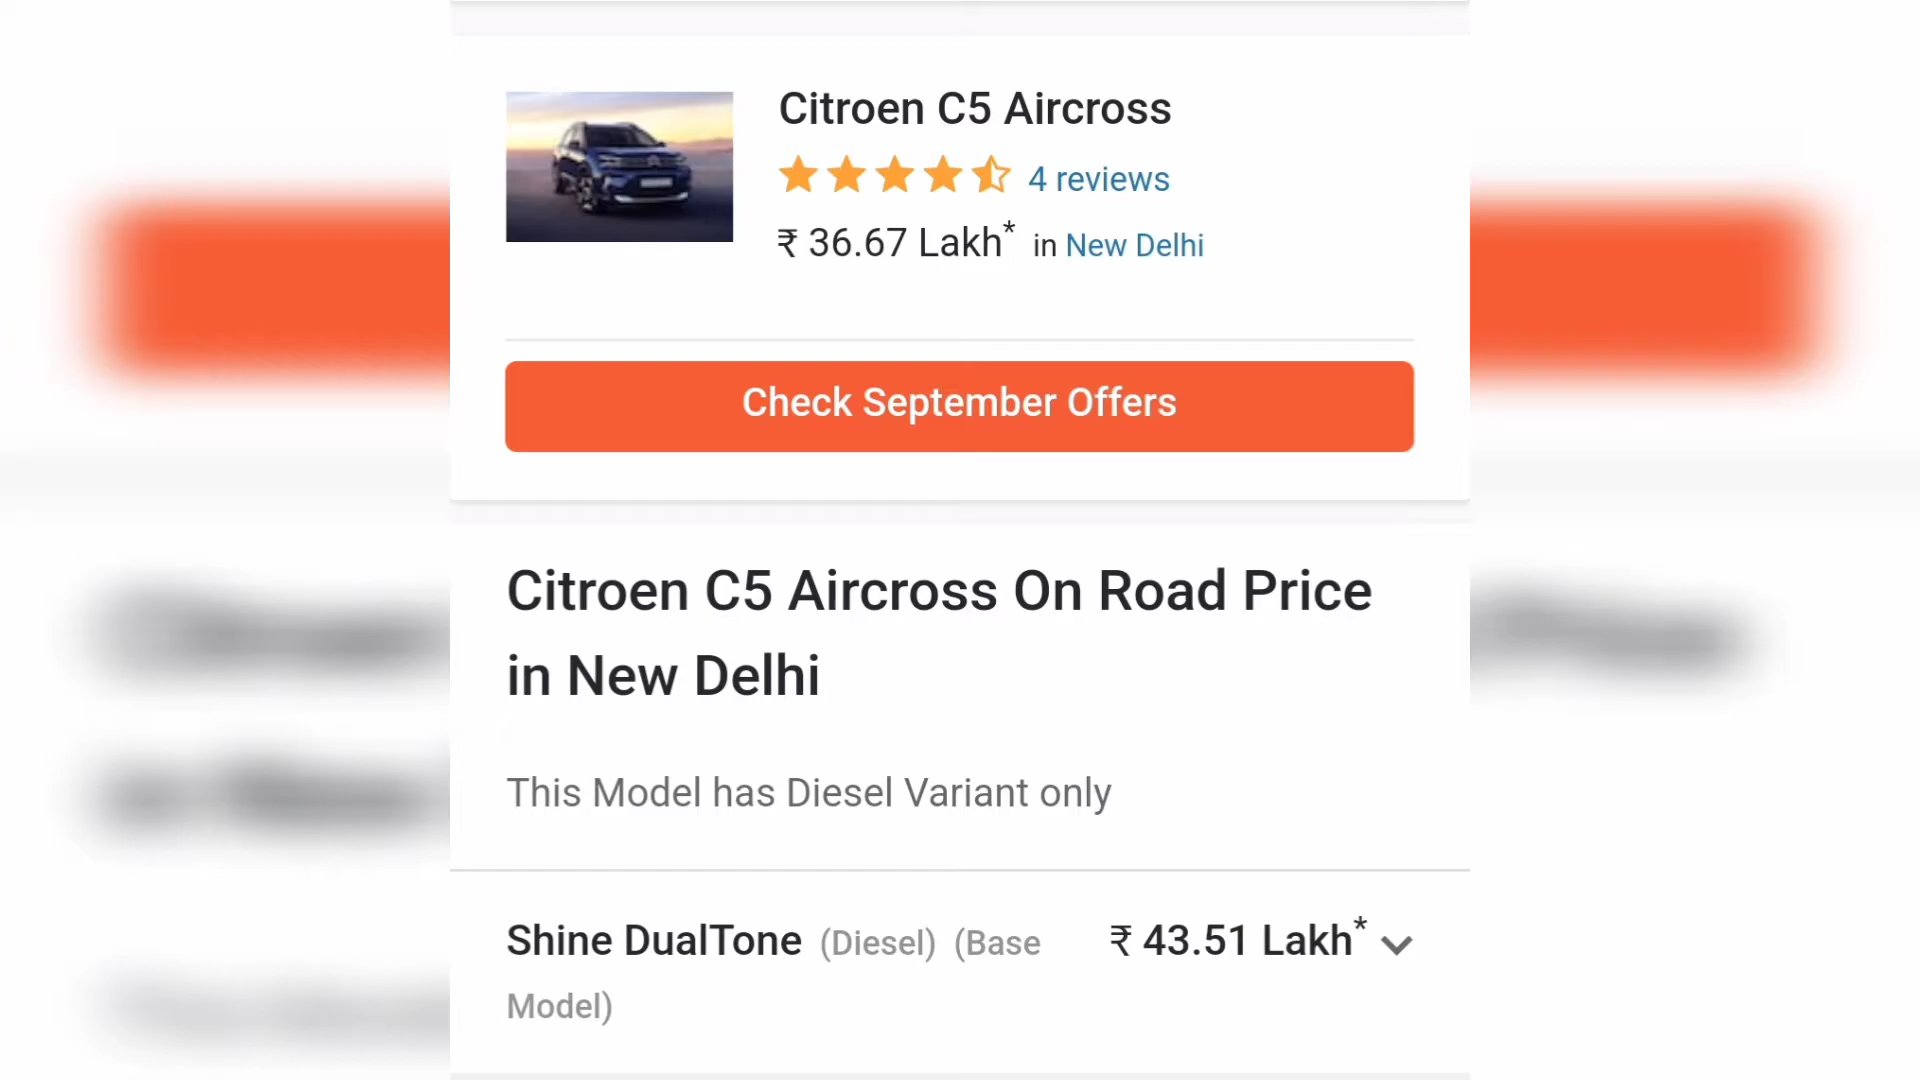 Citroen C5 Aircross
4 reviews
₹ 36.67 Lakh* in New Delhi
Check September Offers
Citroen C5 Aircross On Road Price
in New Delhi
This Model has Diesel Variant only
Shine DualTone (Diesel) (Base ₹ 43.51 Lakh*
Model)